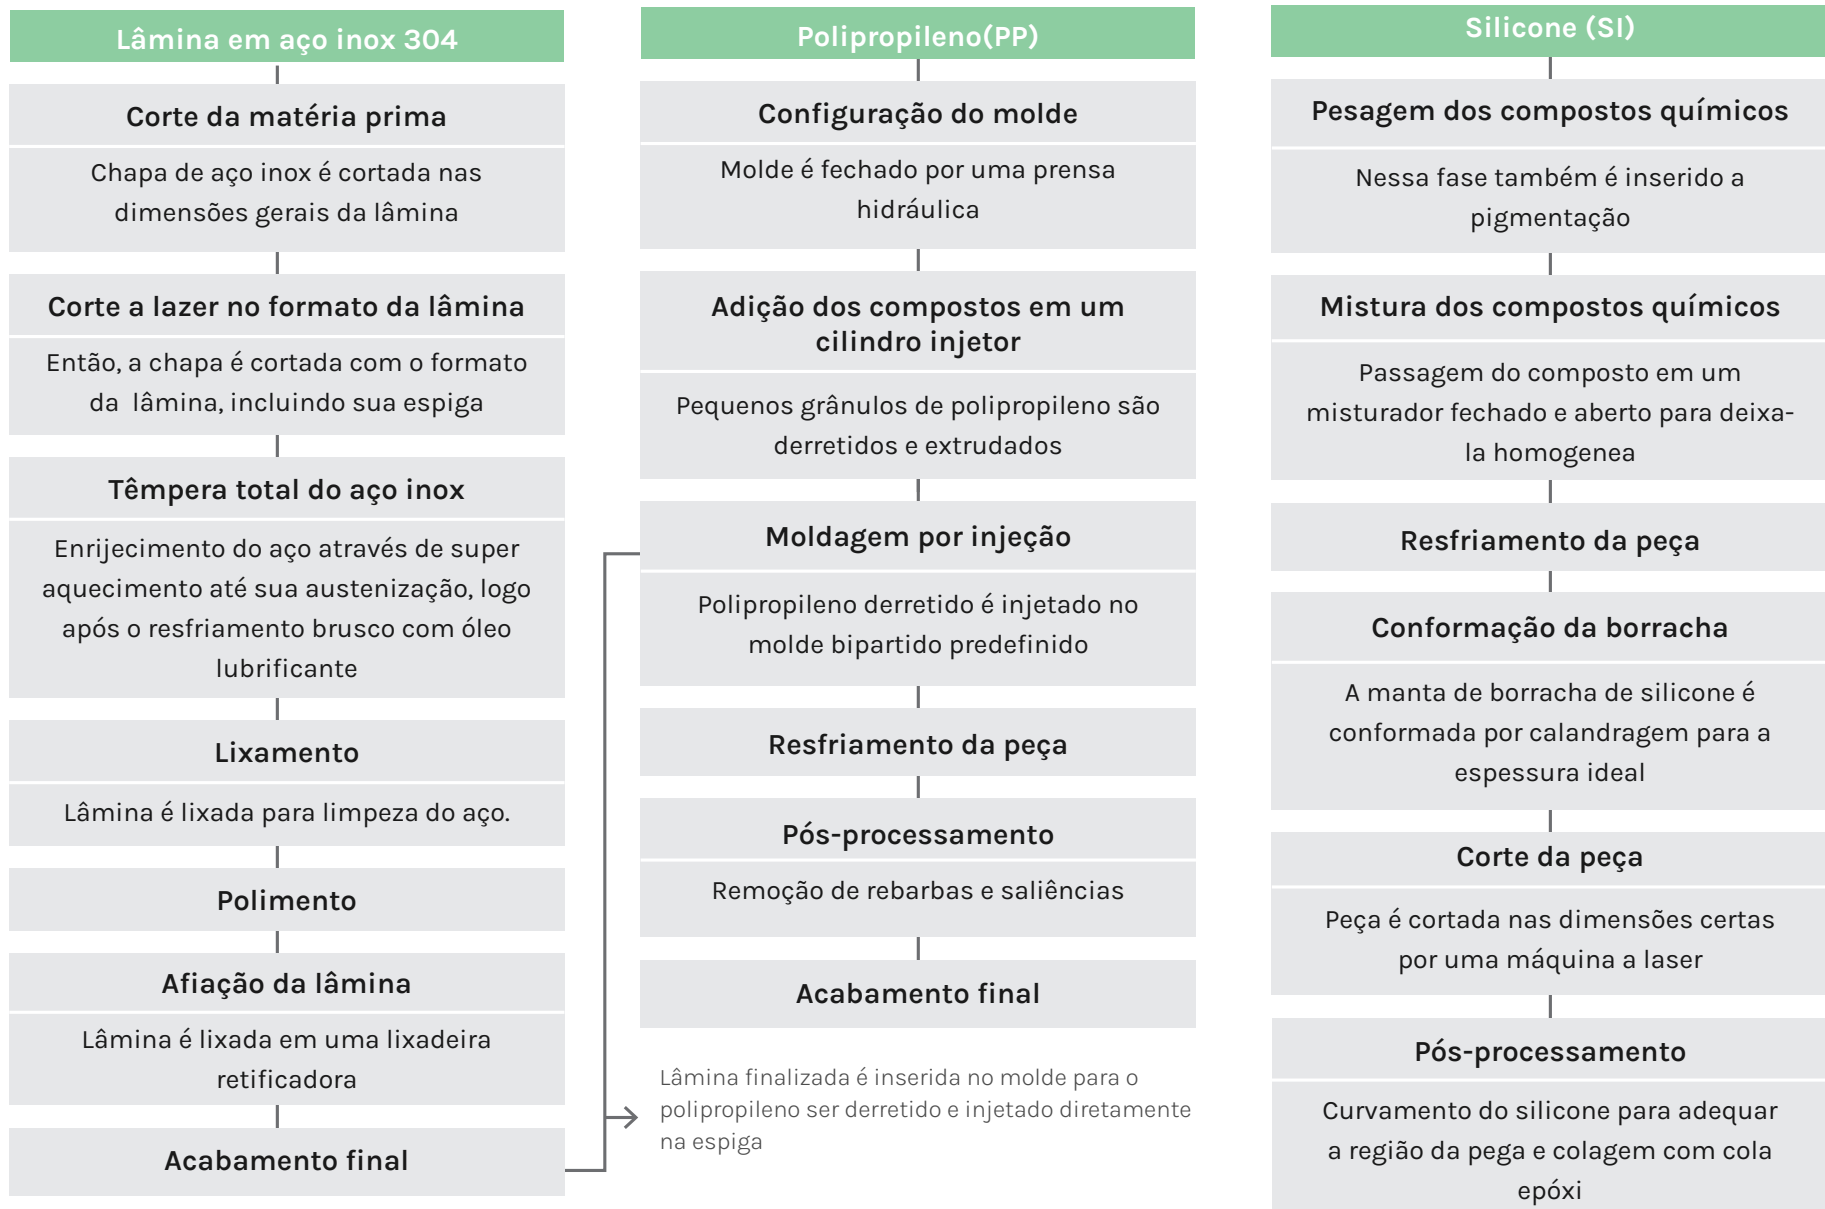 Lâmina em aço inox 304
Corte da matéria prima
Chapa de aço inox é cortada nas
dimensões gerais da lâmina
Corte a lazer no formato da lâmina
Então, a chapa é cortada com o formato
da lâmina, incluindo sua espiga
Têmpera total do aço inox
Enrijecimento do aço através de super
aquecimento até sua austenização, logo
após o resfriamento brusco com óleo
lubrificante
Lixamento
Lâmina é lixada para limpeza do aço.
Polimento
Afiação da lâmina
Lâmina é lixada em uma lixadeira
retificadora
Acabamento final
Polipropileno(PP)
Configuração do molde
Molde é fechado por uma prensa
hidráulica
Adição dos compostos em um
cilindro injetor
Pequenos grânulos de polipropileno são
derretidos e extrudados
Moldagem por injeção
Polipropileno derretido é injetado no
molde bipartido predefinido
Resfriamento da peça
Pós-processamento
Remoção de rebarbas e saliências
Acabamento final
Lâmina finalizada é inserida no molde para o
polipropileno ser derretido e injetado diretamente
na espiga
Silicone (SI)
Pesagem dos compostos químicos
Nessa fase também é inserido a
pigmentação
Mistura dos compostos químicos
Passagem do composto em um
misturador fechado e aberto para deixa-
la homogenea
Resfriamento da peça
Conformação da borracha
A manta de borracha de silicone é
conformada por calandragem para a
espessura ideal
Corte da peça
Peça é cortada nas dimensões certas
por uma máquina a laser
Pós-processamento
Curvamento do silicone para adequar
a região da pega e colagem com cola
epóxi